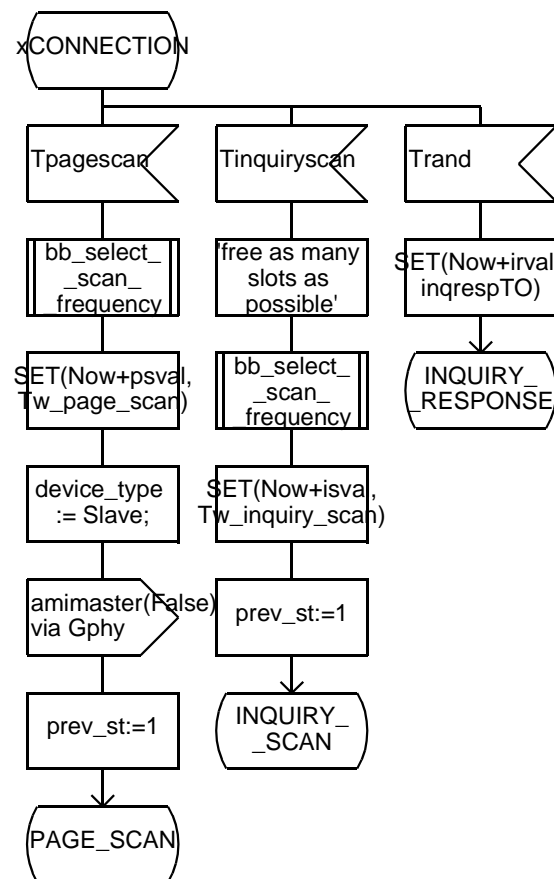 xCONNECTION
Tpagescan
bb_select_
_scan_
frequency
SET(Now+psval,
Tw_page_scan)
device_type
:= Slave;
amimaster(False)
via Gphy
prev_st:=1
PAGE_SCAN
Tinquiryscan
'free as many
slots as
possible'
bb_select_
_scan_
frequency
SET(Now+isval,
Tw_inquiry_scan)
prev_st:=1
INQUIRY_
_SCAN
Trand
SET(Now+irval,
inqrespTO)
INQUIRY_
_RESPONSE